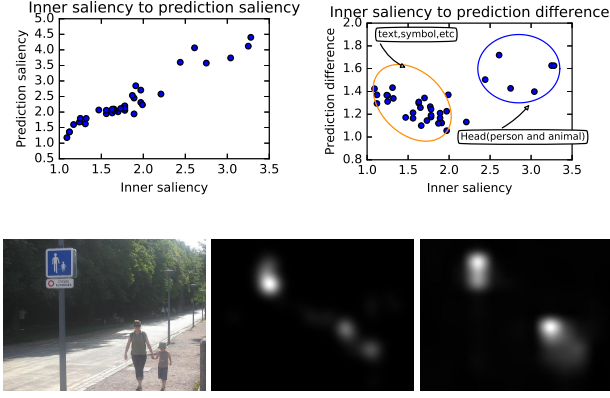 Inner saliency to prediction saliency
5.0
4.5
4.0
3.5
3.0
2.5
2.0
1.5
1.0
0.5
Prediction saliency
1.0 1.5 2.0 2.5 3.0 3.5
Inner saliency
Inner saliency to prediction difference
2.0
1.8
1.6
1.4
1.2
1.0
0.8
Prediction difference
text,symbol,etc
Head(person and animal)
1.0 1.5 2.0 2.5 3.0 3.5
Inner saliency